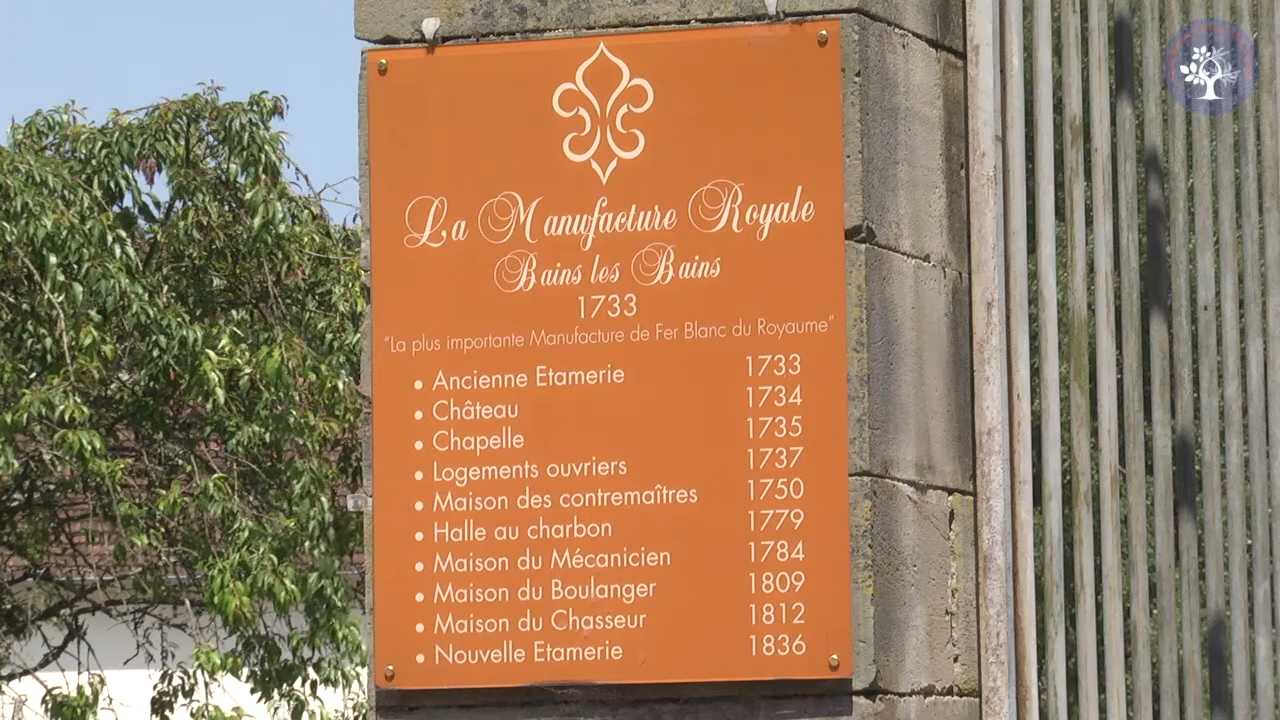 La Manufacture Royale
Bains les Bains
1733
"La plus importante Manufacture de Fer Blanc du Royaume"
• Ancienne Etamerie 1733
• Château 1734
• Chapelle 1735
• Logements ouvriers 1737
• Maison des contremaîtres 1750
• Halle au charbon 1779
• Maison du Mécanicien 1784
• Maison du Boulanger 1809
• Maison du Chasseur 1812
• Nouvelle Etamerie 1836